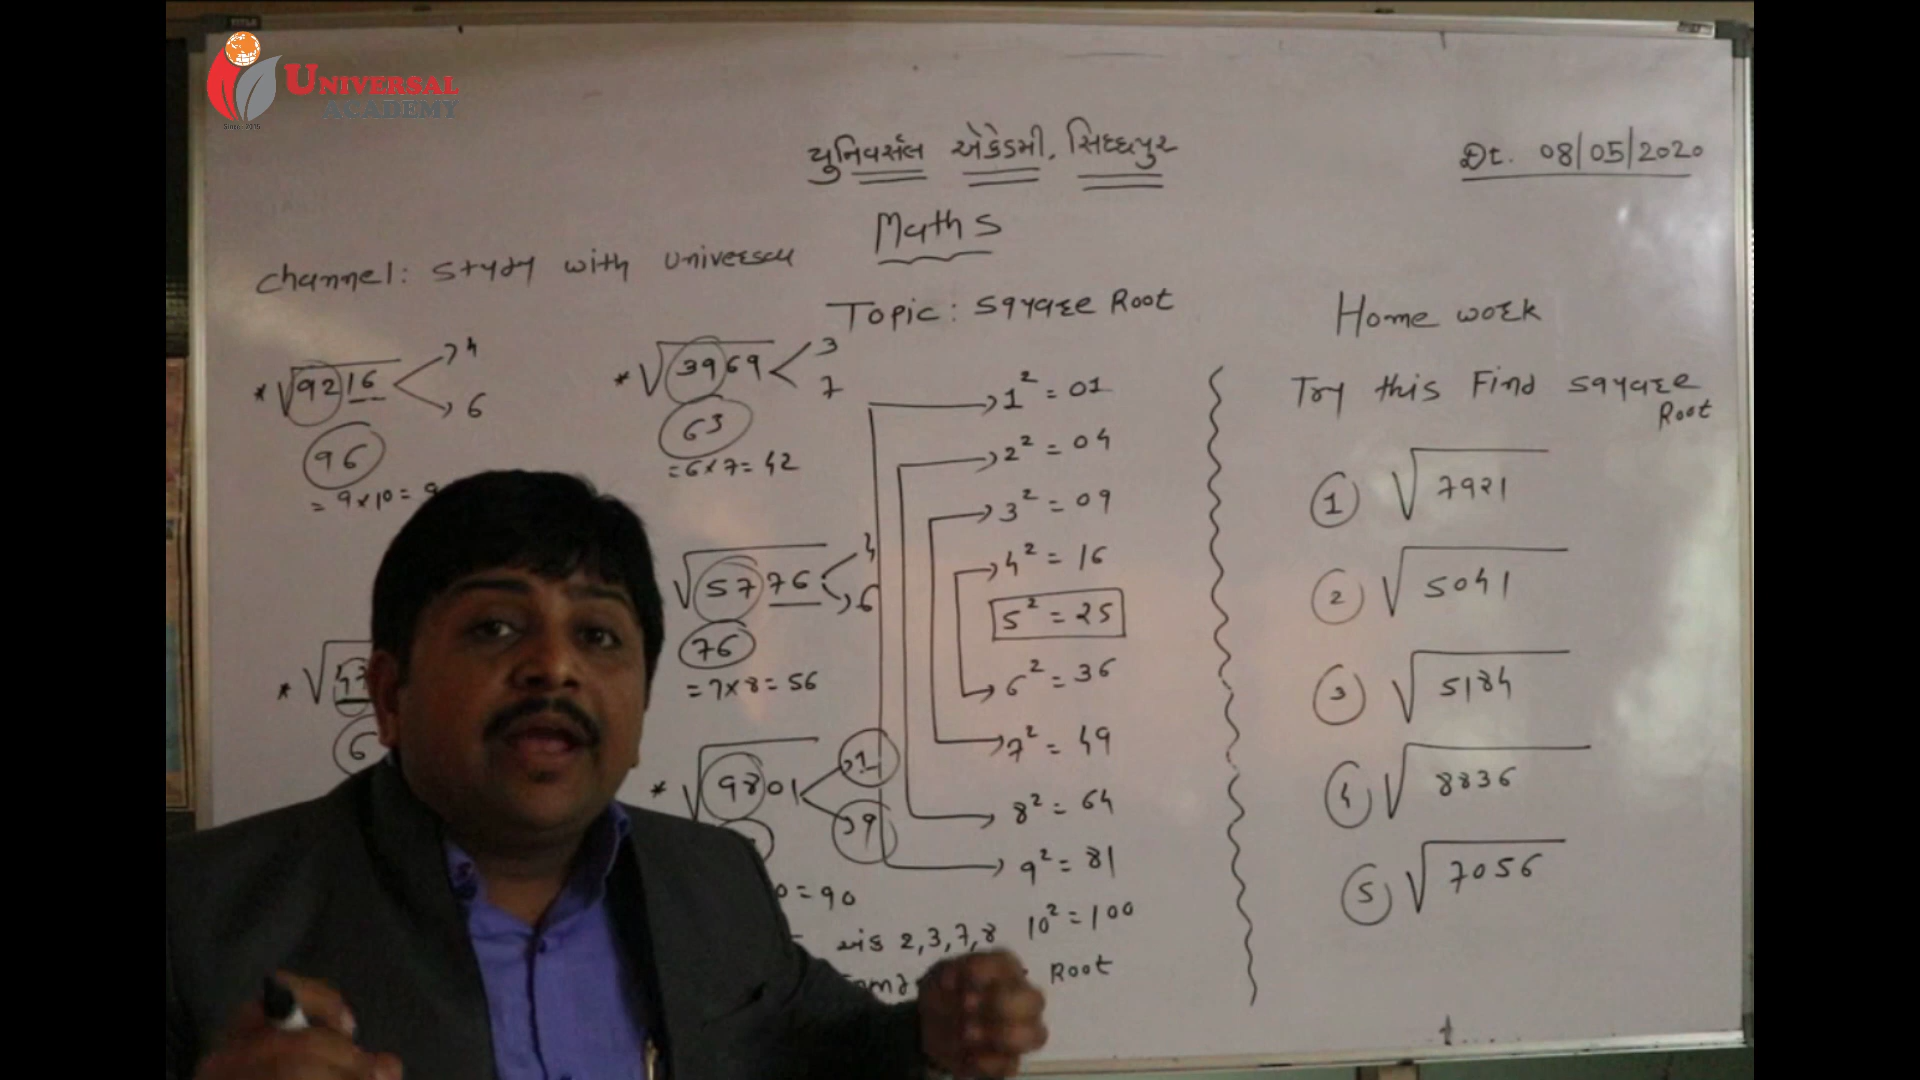 UNIVERSAL
ACADEMY
યુનિવર્સલ એકેડમી, સિધ્ધપુર
Dt. 08/05/2020
Maths
Channel: Study with Universal
Topic: Square Root
* √9216 → 4
→ 6
96
= 9×10 =
* √3969 3
7
63
= 6×7 = 42
√5776 4
→ 6
76
= 7×8 = 56
* √9801 → 1
→ 9
= 90
અંક 2,3,7,8
Root
1² = 01
2² = 04
3² = 09
4² = 16
5² = 25
6² = 36
7² = 49
8² = 64
9² = 81
10² = 100
Home work
Try this Find square
Root
1 √7921
2 √5041
3 √5184
4 √8836
5 √7056